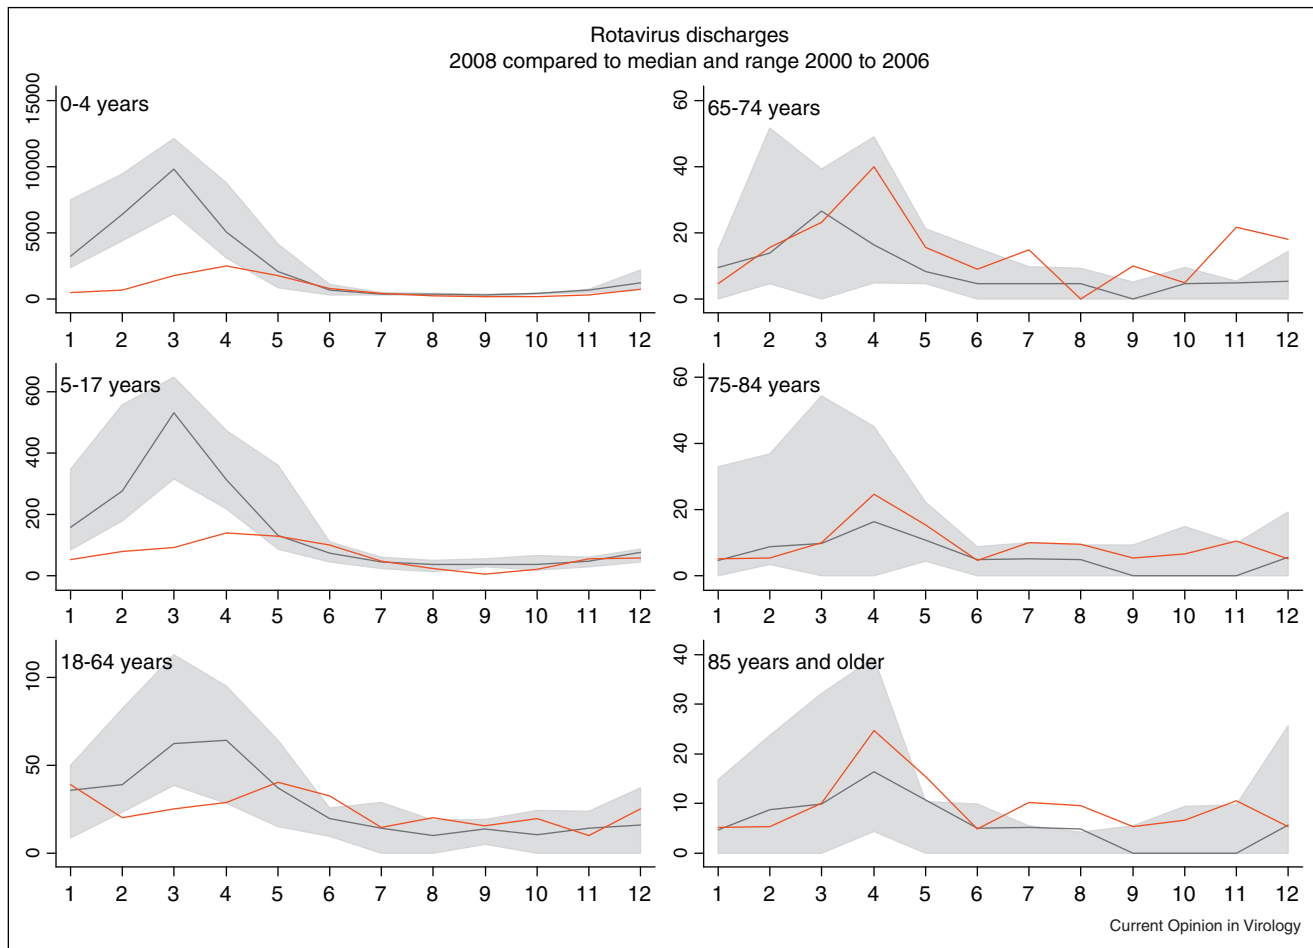 Rotavirus discharges
2008 compared to median and range 2000 to 2006
0-4 years
15000
10000
5000
0
1 2 3 4 5 6 7 8 9 10 11 12
65-74 years
60
40
20
0
1 2 3 4 5 6 7 8 9 10 11 12
5-17 years
600
400
200
0
1 2 3 4 5 6 7 8 9 10 11 12
75-84 years
60
40
20
0
1 2 3 4 5 6 7 8 9 10 11 12
18-64 years
100
50
0
1 2 3 4 5 6 7 8 9 10 11 12
85 years and older
40
30
20
10
0
1 2 3 4 5 6 7 8 9 10 11 12
Current Opinion in Virology